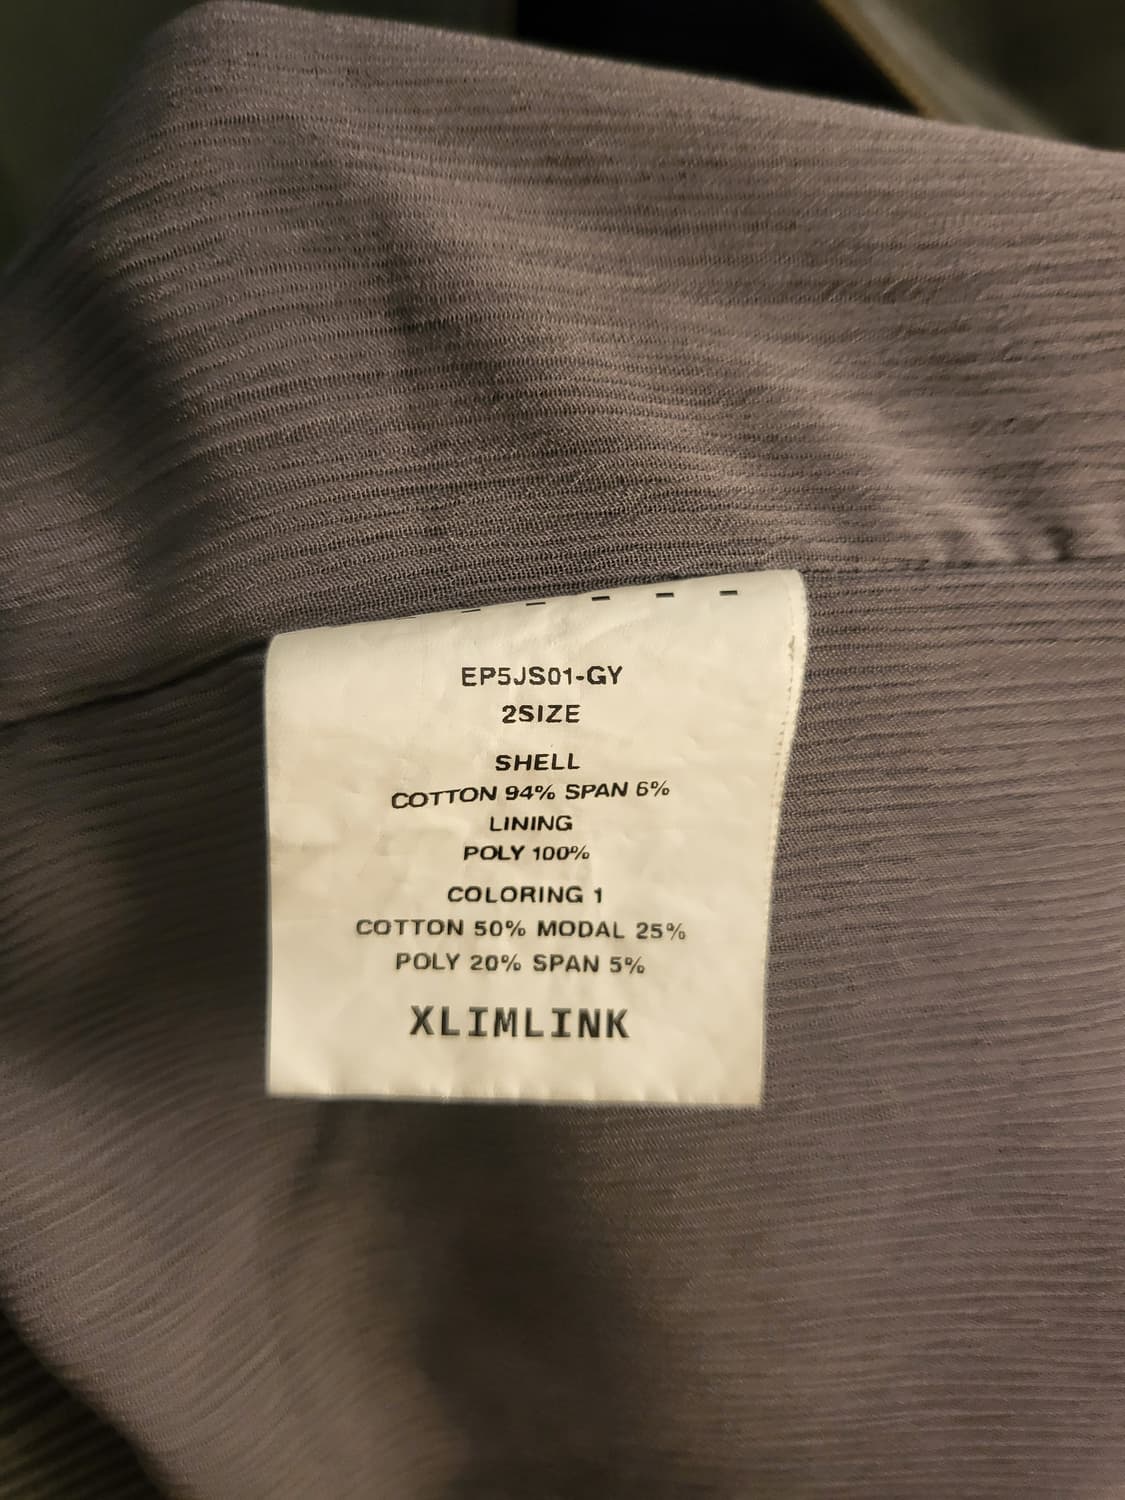 EP5JS01-GY
2SIZE
SHELL
COTTON 94% SPAN 6%
LINING
POLY 100%
COLORING 1
COTTON 50% MODAL 25%
POLY 20% SPAN 5%
XLIMLINK